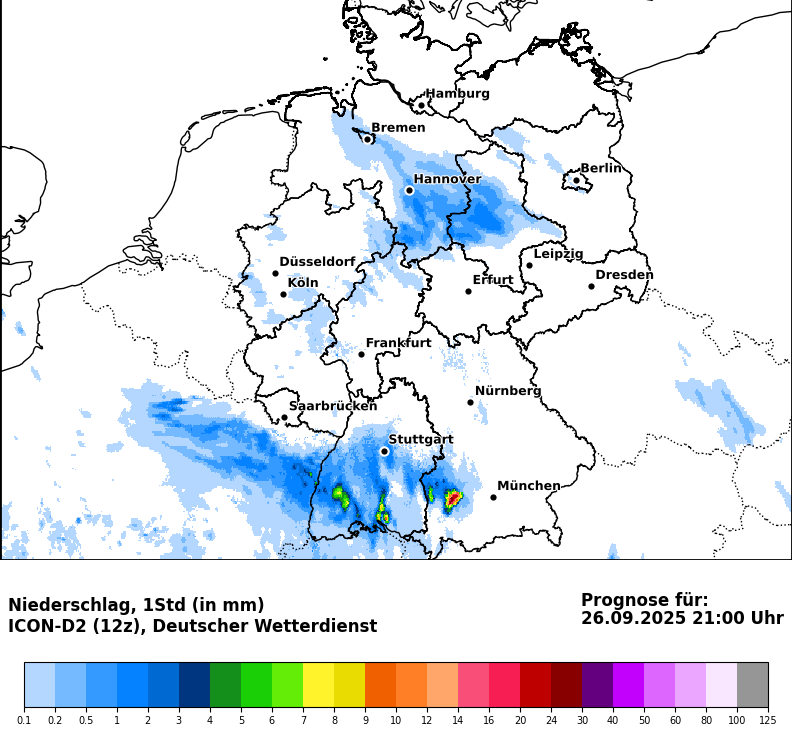 Hamburg
Bremen
Berlin
Hannover
Leipzig
Düsseldorf
Dresden
Köln
Erfurt
Frankfurt
Nürnberg
Saarbrücken
Stuttgart
München
Niederschlag, 1Std (in mm)
ICON-D2 (12z), Deutscher Wetterdienst
Prognose für:
26.09.2025 21:00 Uhr
0.1 0.2 0.5 1 2 3 4 5 6 7 8 9 10 12 14 16 20 24 30 40 50 60 80 100 125